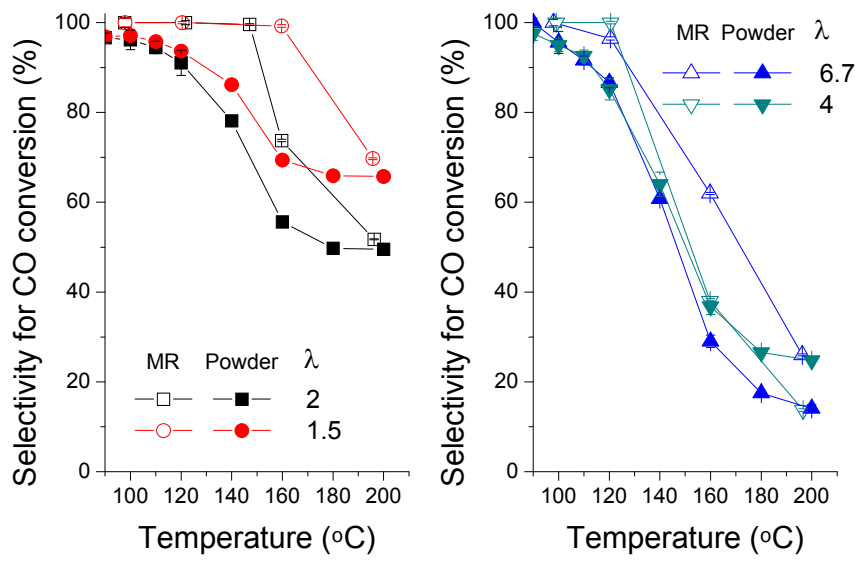 Selectivity for CO conversion (%)
100
80
60
40
20
0
MR Powder λ
2
1.5
100 120 140 160 180 200
Temperature (oC)
Selectivity for CO conversion (%)
100
80
60
40
20
0
MR Powder λ
6.7
4
100 120 140 160 180 200
Temperature (oC)